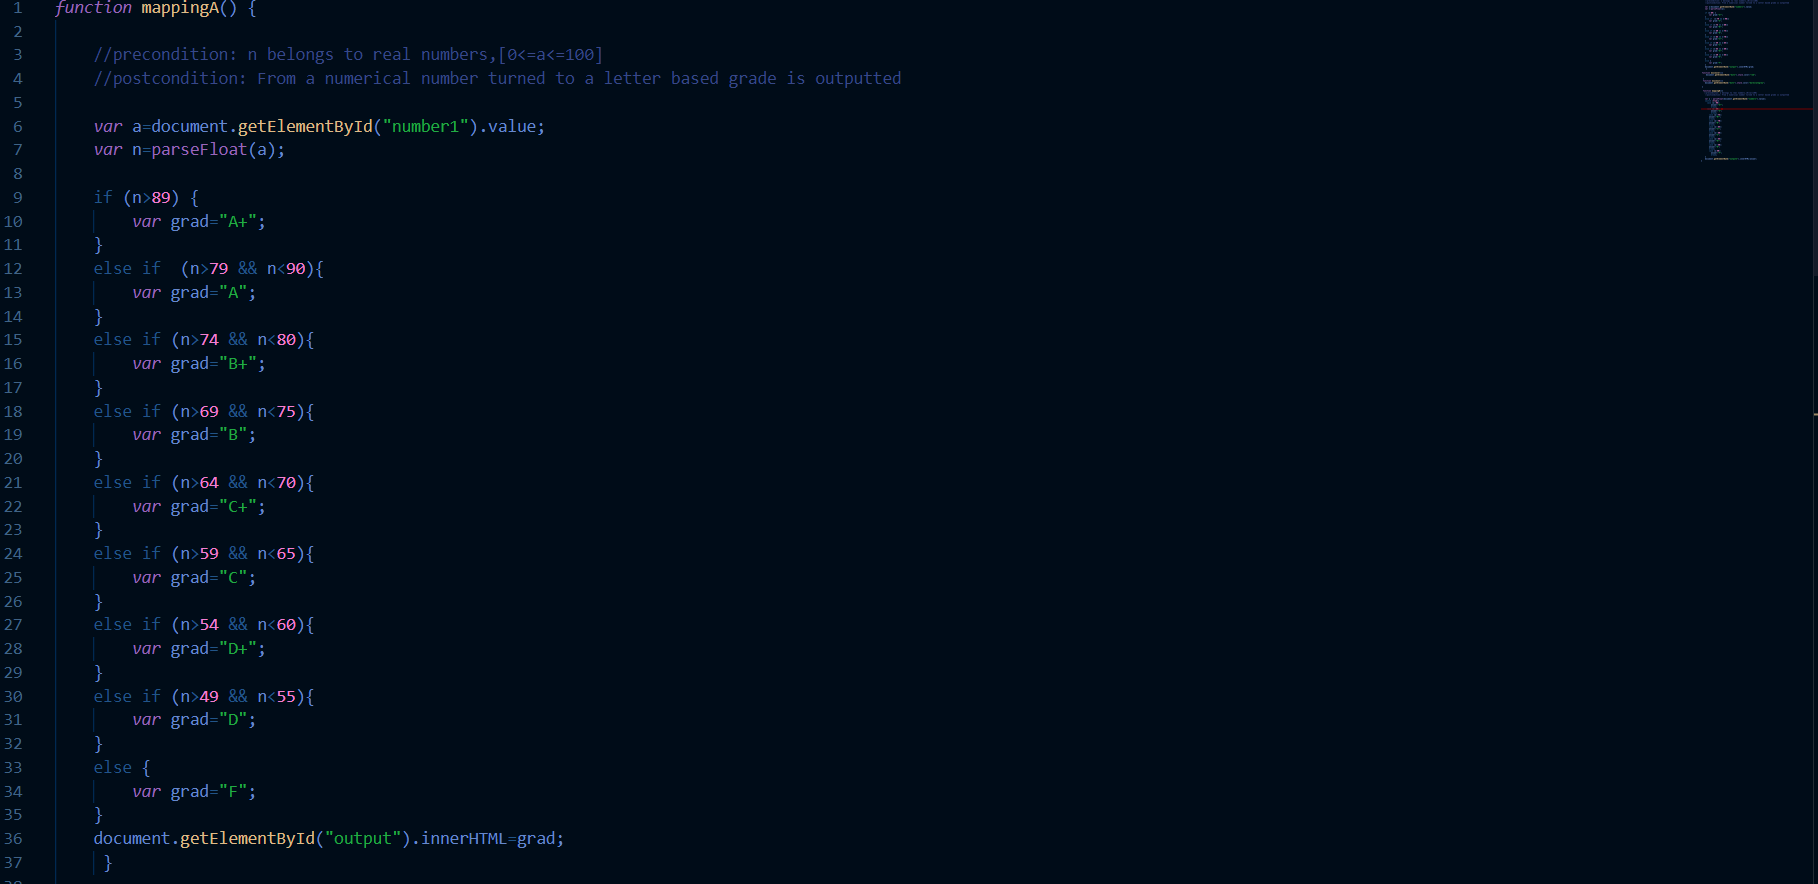 1 function mappingA() {
2
3 //precondition: n belongs to real numbers,[0<=a<=100]
4 //postcondition: From a numerical number turned to a letter based grade is outputted
5
6 var a=document.getElementById("number1").value;
7 var n=parseFloat(a);
8
9 if (n>89) {
10 var grad="A+";
11 }
12 else if  (n>79 && n<90){
13 var grad="A";
14 }
15 else if (n>74 && n<80){
16 var grad="B+";
17 }
18 else if (n>69 && n<75){
19 var grad="B";
20 }
21 else if (n>64 && n<70){
22 var grad="C+";
23 }
24 else if (n>59 && n<65){
25 var grad="C";
26 }
27 else if (n>54 && n<60){
28 var grad="D+";
29 }
30 else if (n>49 && n<55){
31 var grad="D";
32 }
33 else {
34 var grad="F";
35 }
36 document.getElementById("output").innerHTML=grad;
37 }